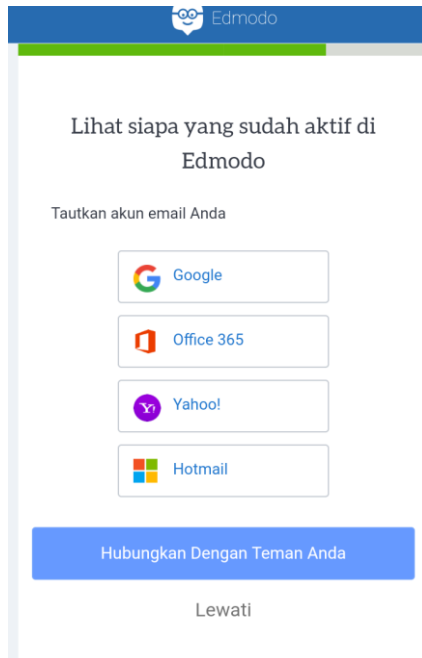 Edmodo
Lihat siapa yang sudah aktif di
Edmodo
Tautkan akun email Anda
Google
Office 365
Yahoo!
Hotmail
Hubungkan Dengan Teman Anda
Lewati